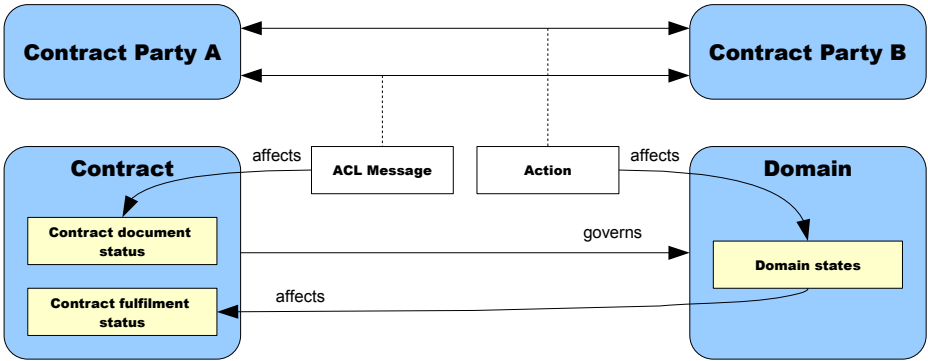 Contract Party A
Contract Party B
Contract
affects
ACL Message
Action
affects
Domain
Contract document
status
governs
Domain states
Contract fulfilment
status
affects